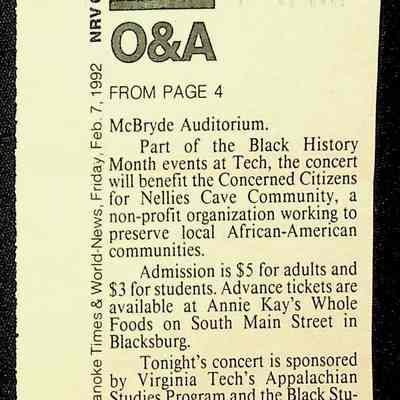 O&A
FROM PAGE 4
McBryde Auditorium.
Part of the Black History
Month events at Tech, the concert
will benefit the Concerned Citizens
for Nellies Cave Community, a
non-profit organization working to
preserve local African-American
communities.
Admission is $5 for adults and
$3 for students. Advance tickets are
available at Annie Kay's Whole
Foods on South Main Street in
Blacksburg.
Tonight's concert is sponsored
by Virginia Tech's Appalachian
Studies Program and the Black Stu-
anoke Times & World-News, Friday, Feb. 7, 1992
NRV